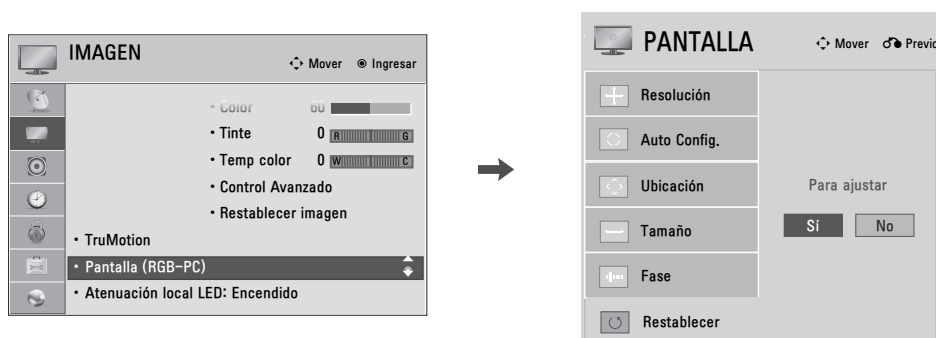 IMAGEN
Mover Ingresar
• Color 60
• Tinte 0 R G
• Temp color 0 W C
• Control Avanzado
• Restablecer imagen
• TruMotion
• Pantalla (RGB-PC)
• Atenuación local LED: Encendido
PANTALLA
Mover Previo
Resolución
Auto Config.
Ubicación
Tamaño
Fase
Restablecer
Para ajustar
Sí No